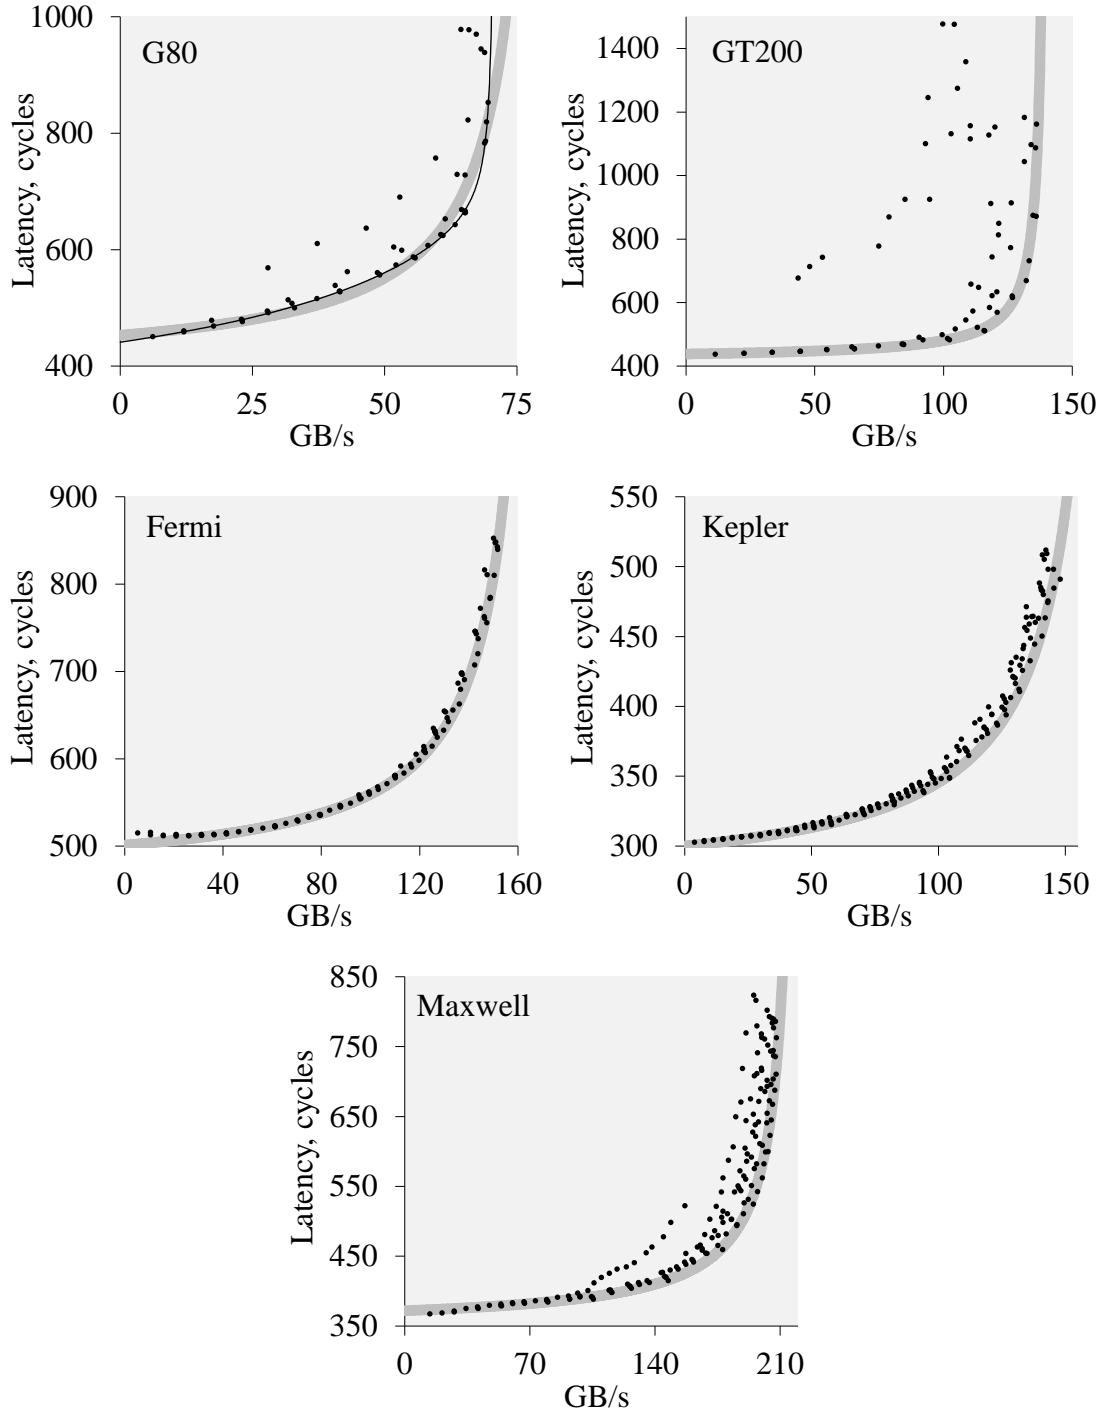 G80
Latency, cycles
1000
800
600
400
0 25 50 75
GB/s
GT200
Latency, cycles
1400
1200
1000
800
600
400
0 50 100 150
GB/s
Fermi
Latency, cycles
900
800
700
600
500
0 40 80 120 160
GB/s
Kepler
Latency, cycles
550
500
450
400
350
300
0 50 100 150
GB/s
Maxwell
Latency, cycles
850
750
650
550
450
350
0 70 140 210
GB/s